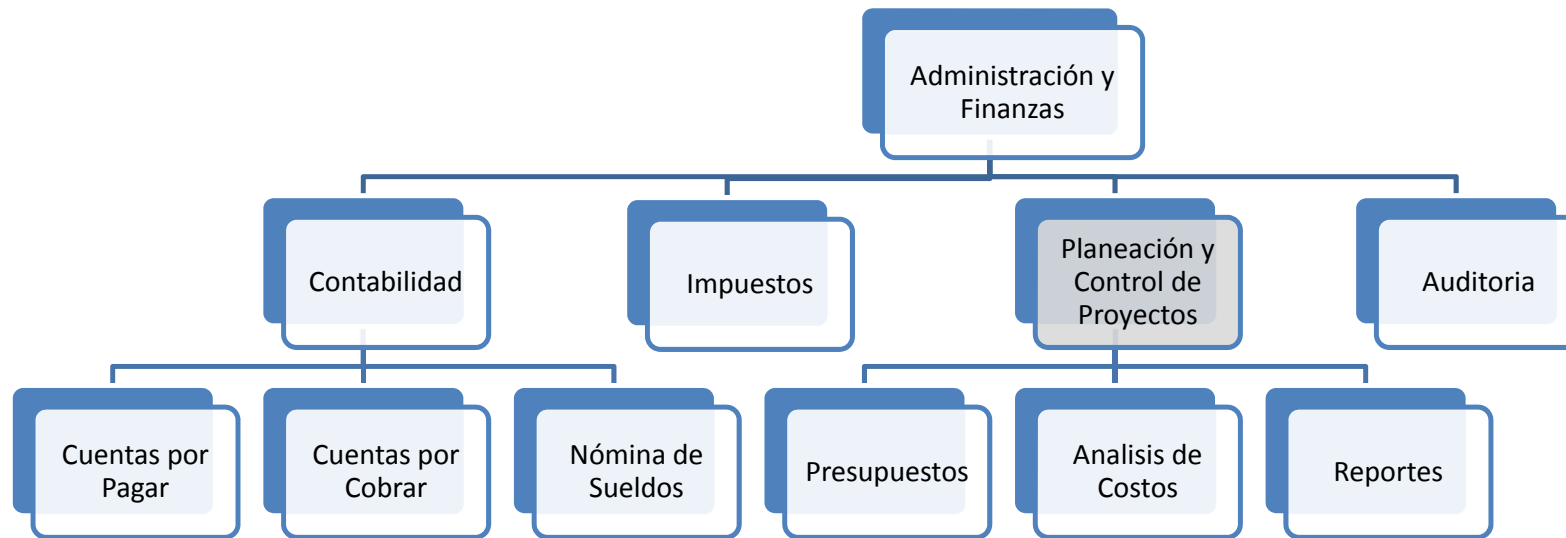 Administración y
Finanzas
Contabilidad
Impuestos
Planeación y
Control de
Proyectos
Auditoria
Cuentas por
Pagar
Cuentas por
Cobrar
Nómina de
Sueldos
Presupuestos
Analisis de
Costos
Reportes